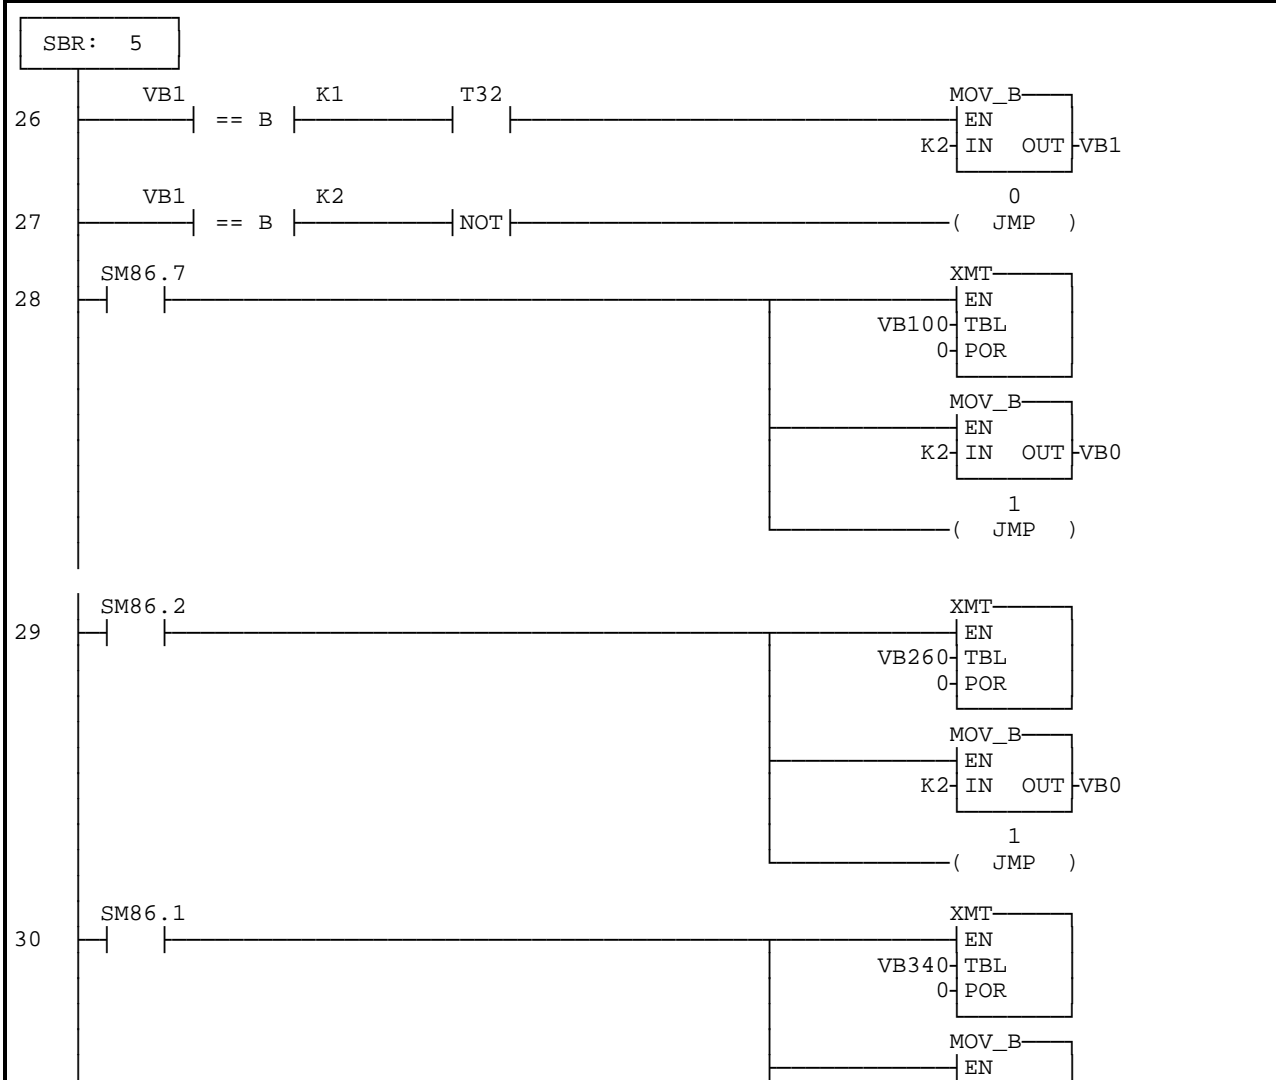 SBR: 5
VB1 K1 T32 MOV_B
26 == B EN
K2 IN OUT VB1
VB1 K2 0
27 == B NOT ( JMP )
SM86.7 XMT
28 EN
VB100 TBL
0 POR
MOV_B
EN
K2 IN OUT VB0
1
( JMP )
SM86.2 XMT
29 EN
VB260 TBL
0 POR
MOV_B
EN
K2 IN OUT VB0
1
( JMP )
SM86.1 XMT
30 EN
VB340 TBL
0 POR
MOV_B
EN